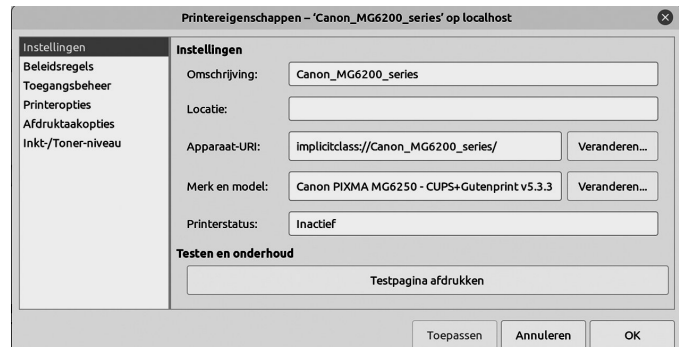 Printereigenschappen – ‘Canon_MG6200_series’ op localhost
Instellingen
Beleidsregels
Toegangsbeheer
Printeropties
Afdruktaakopties
Inkt-/Toner-niveau
Instellingen
Omschrijving: Canon_MG6200_series
Locatie:
Apparaat-URI: implicitclass://Canon_MG6200_series/ Veranderen...
Merk en model: Canon PIXMA MG6250 - CUPS+Gutenprint v5.3.3 Veranderen...
Printerstatus: Inactief
Testen en onderhoud
Testpagina afdrukken
Toepassen Annuleren OK